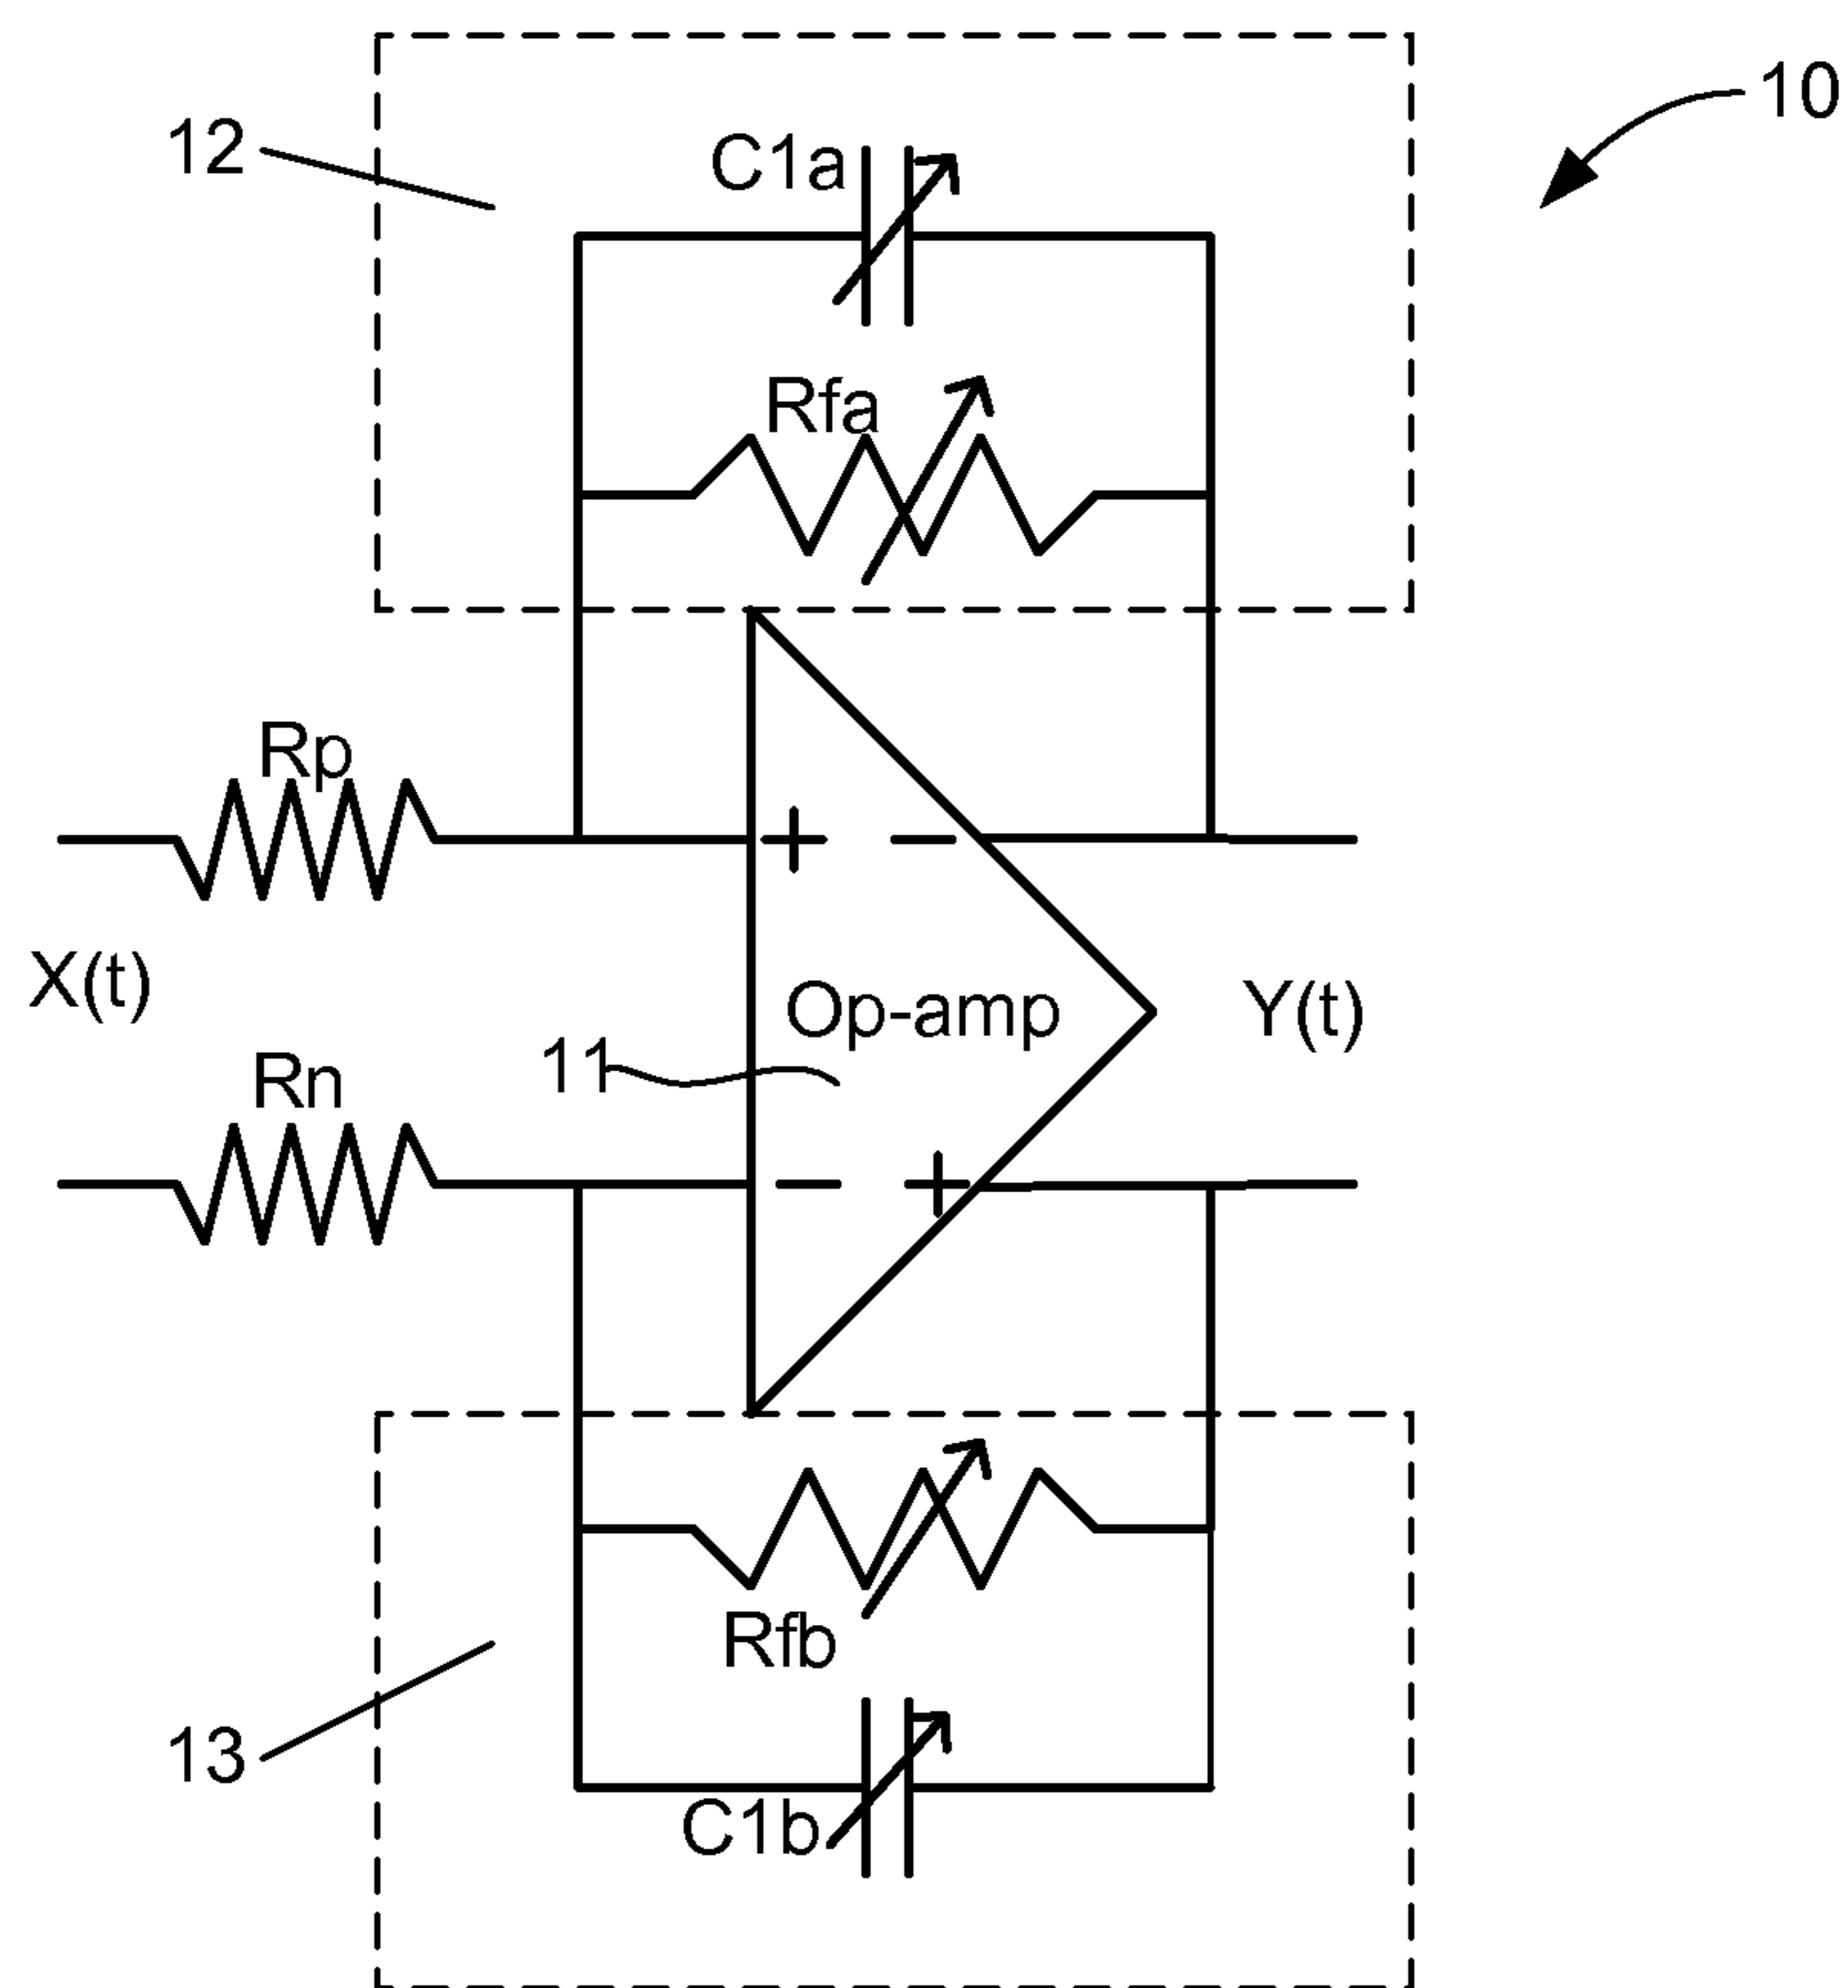 10
12
C1a
Rfa
Rp
+ −
X(t)
Op-amp
Y(t)
11
Rn
− +
Rfb
13
C1b